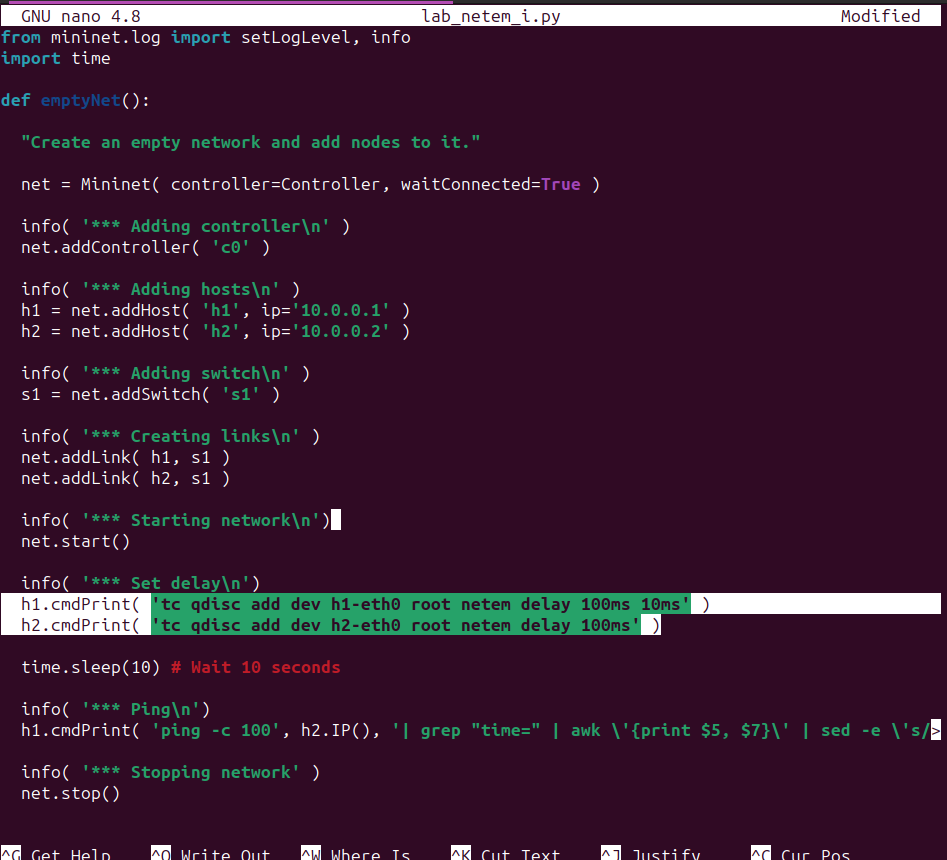 GNU nano 4.8 lab_netem_i.py Modified
from mininet.log import setLogLevel, info
import time
def emptyNet():
"Create an empty network and add nodes to it."
net = Mininet( controller=Controller, waitConnected=True )
info( '*** Adding controller\n' )
net.addController( 'c0' )
info( '*** Adding hosts\n' )
h1 = net.addHost( 'h1', ip='10.0.0.1' )
h2 = net.addHost( 'h2', ip='10.0.0.2' )
info( '*** Adding switch\n' )
s1 = net.addSwitch( 's1' )
info( '*** Creating links\n' )
net.addLink( h1, s1 )
net.addLink( h2, s1 )
info( '*** Starting network\n')
net.start()
info( '*** Set delay\n')
h1.cmdPrint( 'tc qdisc add dev h1-eth0 root netem delay 100ms 10ms' )
h2.cmdPrint( 'tc qdisc add dev h2-eth0 root netem delay 100ms' )
time.sleep(10) # Wait 10 seconds
info( '*** Ping\n')
h1.cmdPrint( 'ping -c 100', h2.IP(), '| grep "time=" | awk \'{print $5, $7}\' | sed -e \'s/>
info( '*** Stopping network' )
net.stop()
^G Get Help ^O Write Out ^W Where Is ^K Cut Text ^J Justify ^C Cur Pos